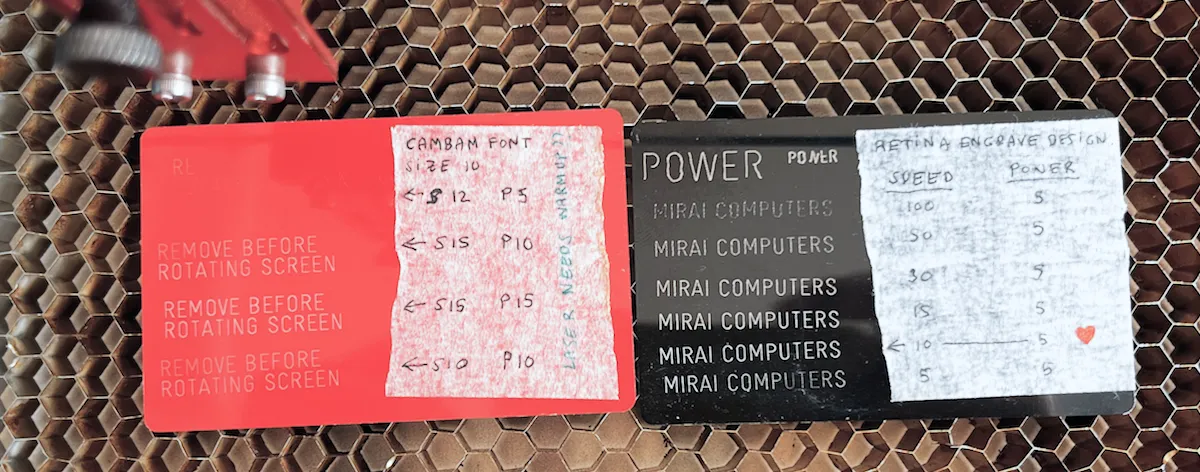 RL
REMOVE BEFORE
ROTATING SCREEN
REMOVE BEFORE
ROTATING SCREEN
REMOVE BEFORE
ROTATING SCREEN
CAMBAM FONT
SIZE 10
← S 12 P5
← S15 P10
← S15 P15
← S10 P10
LASER NEEDS WARMUP??
POWER POWER
MIRAI COMPUTERS
MIRAI COMPUTERS
MIRAI COMPUTERS
MIRAI COMPUTERS
MIRAI COMPUTERS
MIRAI COMPUTERS
RETINA ENGRAVE DESIGN
SPEED POWER
100 5
50 5
30 5
15 5
← 10 5
5 5